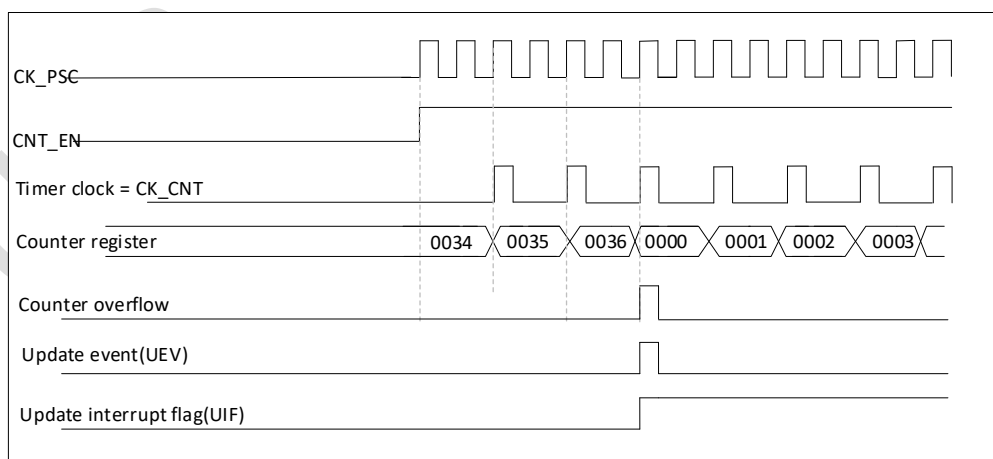 CK_PSC
CNT_EN
Timer clock = CK_CNT
Counter register 0034 0035 0036 0000 0001 0002 0003
Counter overflow
Update event(UEV)
Update interrupt flag(UIF)